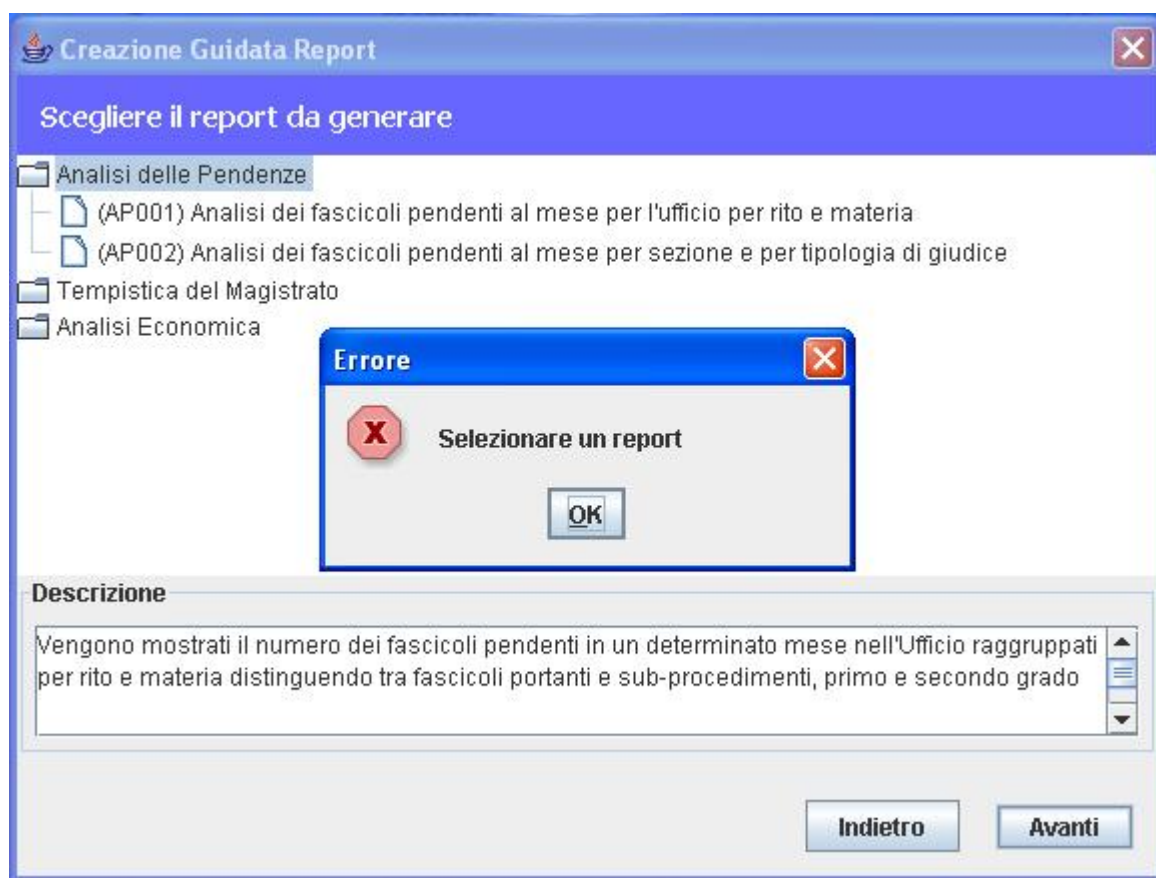 Creazione Guidata Report
Scegliere il report da generare
Analisi delle Pendenze
(AP001) Analisi dei fascicoli pendenti al mese per l'ufficio per rito e materia
(AP002) Analisi dei fascicoli pendenti al mese per sezione e per tipologia di giudice
Tempistica del Magistrato
Analisi Economica
Errore
Selezionare un report
OK
Descrizione
Vengono mostrati il numero dei fascicoli pendenti in un determinato mese nell'Ufficio raggruppati
per rito e materia distinguendo tra fascicoli portanti e sub-procedimenti, primo e secondo grado
Indietro
Avanti